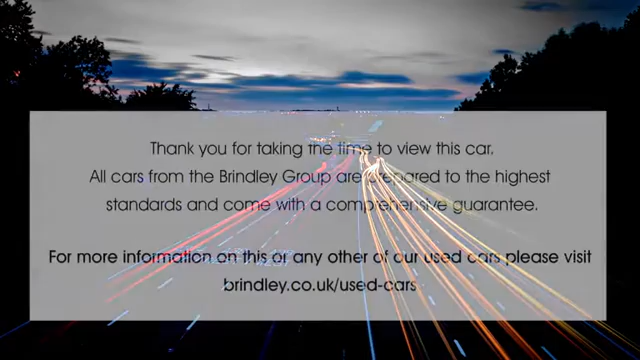 Thank you for taking the time to view this car.
All cars from the Brindley Group are prepared to the highest
standards and come with a comprehensive guarantee.
For more information on this or any other of our used cars please visit
brindley.co.uk/used-cars